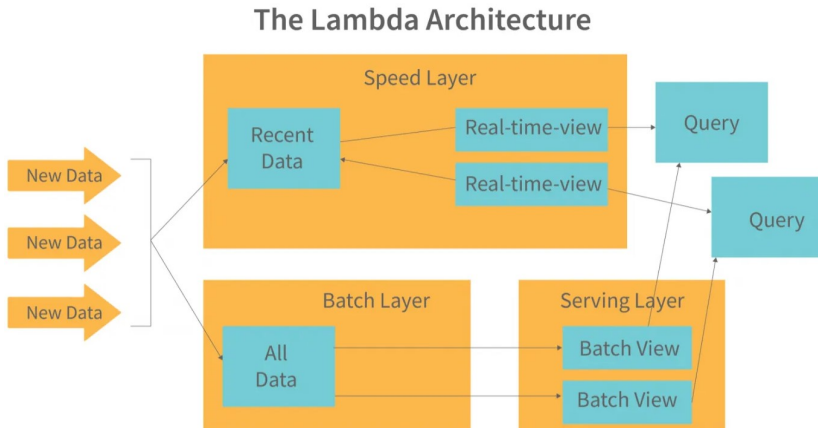 The Lambda Architecture
Speed Layer
Recent
Data
Real-time-view
Real-time-view
Query
Query
New Data
New Data
New Data
Batch Layer
All
Data
Serving Layer
Batch View
Batch View